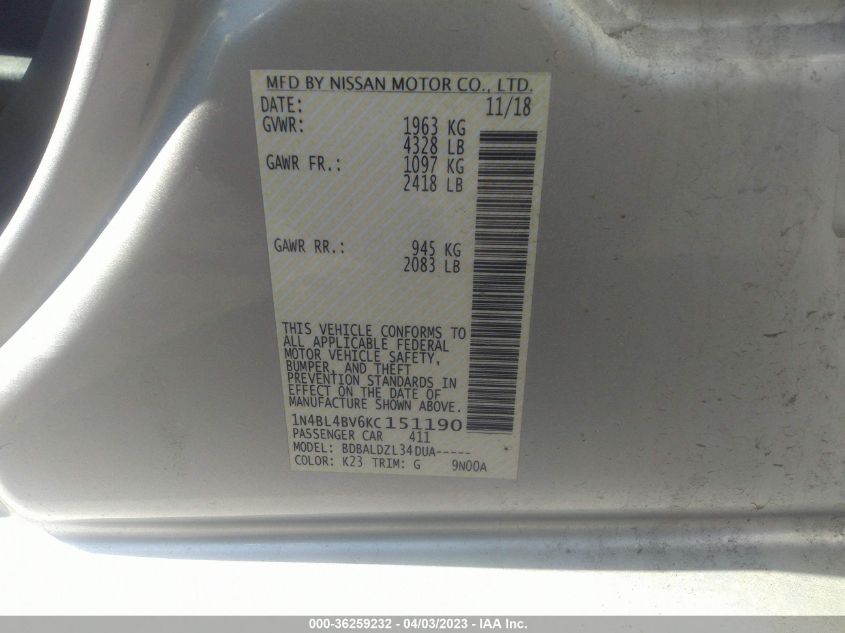 MFD BY NISSAN MOTOR CO., LTD.
DATE: 11/18
GVWR: 1963 KG
4328 LB
GAWR FR.: 1097 KG
2418 LB
GAWR RR.: 945 KG
2083 LB
THIS VEHICLE CONFORMS TO
ALL APPLICABLE FEDERAL
MOTOR VEHICLE SAFETY,
BUMPER, AND THEFT
PREVENTION STANDARDS IN
EFFECT ON THE DATE OF
MANUFACTURE SHOWN ABOVE.
1N4BL4BV6KC151190
PASSENGER CAR 411
MODEL: BDBALDZL34DUA-----
COLOR: K23 TRIM: G 9N00A
000-36259232 - 04/03/2023 - IAA Inc.